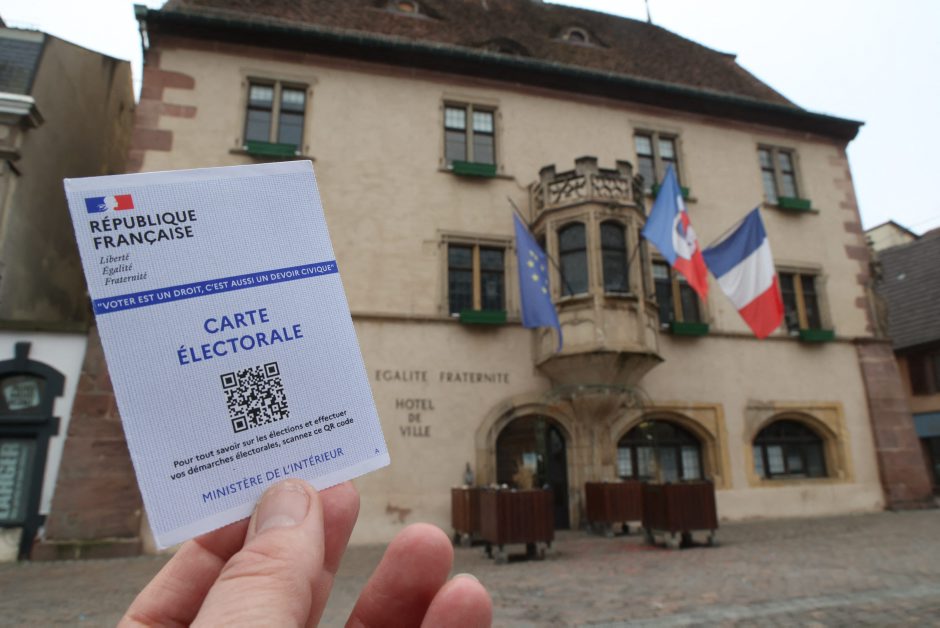 RÉPUBLIQUE
FRANÇAISE
Liberté
Égalité
Fraternité
"VOTER EST UN DROIT, C'EST AUSSI UN DEVOIR CIVIQUE"
CARTE
ÉLECTORALE
Pour tout savoir sur les élections et effectuer
vos démarches électorales, scannez ce QR code
A
MINISTÈRE DE L'INTÉRIEUR
EGALITE FRATERNITE
HOTEL
DE
VILLE